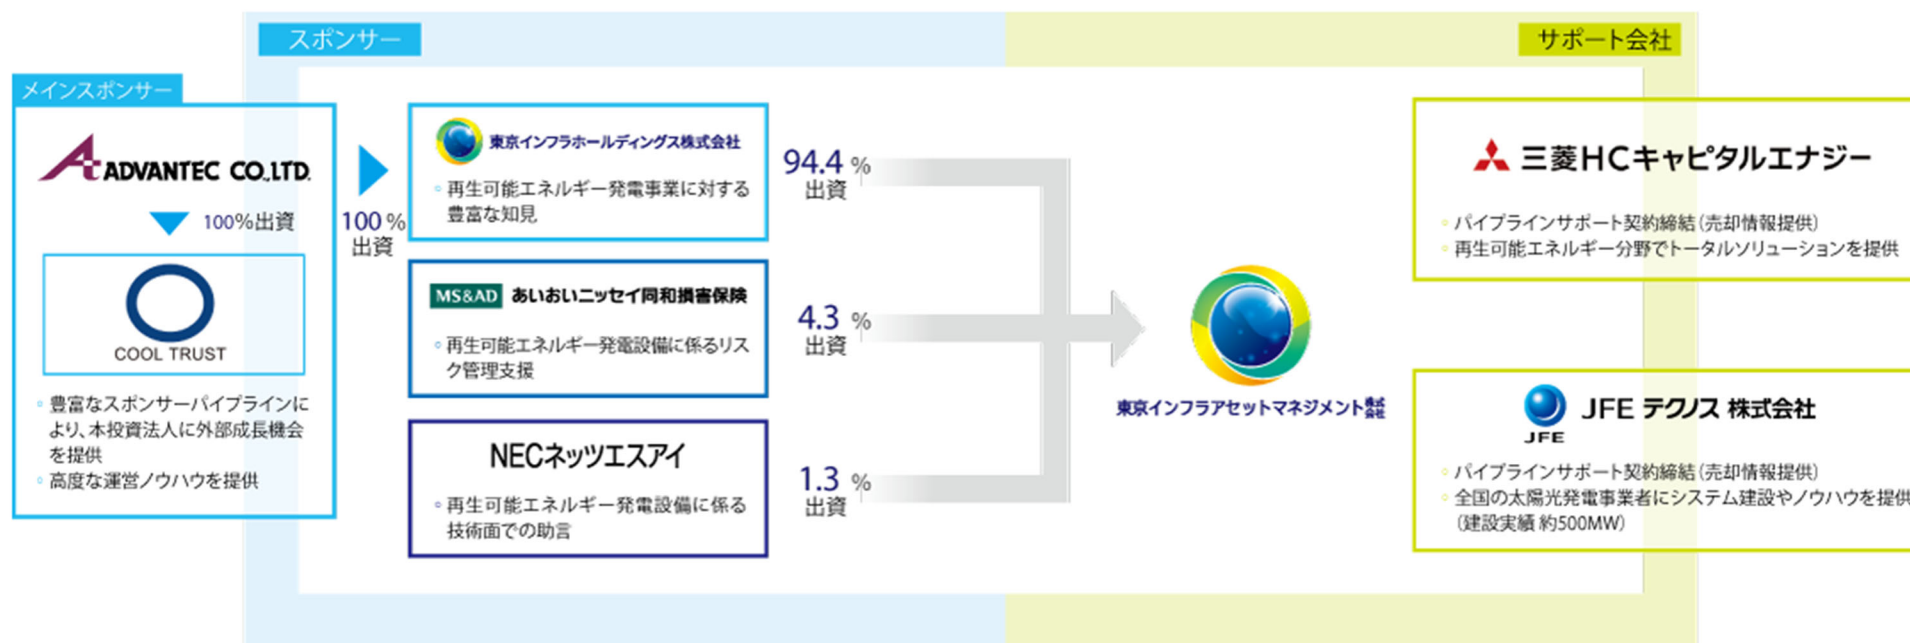 スポンサー
サポート会社
メインスポンサー
ADVANTEC CO.,LTD.
100%出資
COOL TRUST
豊富なスポンサーパイプラインに
より、本投資法人に外部成長機会
を提供
高度な運営ノウハウを提供
100%
出資
東京インフラホールディングス株式会社
再生可能エネルギー発電事業に対する
豊富な知見
94.4%
出資
MS&AD あいおいニッセイ同和損害保険
再生可能エネルギー発電設備に係るリス
ク管理支援
4.3%
出資
NECネッツエスアイ
再生可能エネルギー発電設備に係る
技術面での助言
1.3%
出資
東京インフラアセットマネジメント株式会社
三菱HCキャピタルエナジー
パイプラインサポート契約締結(売却情報提供)
再生可能エネルギー分野でトータルソリューションを提供
JFE
JFE テクノス 株式会社
パイプラインサポート契約締結(売却情報提供)
全国の太陽光発電事業者にシステム建設やノウハウを提供
(建設実績 約500MW)